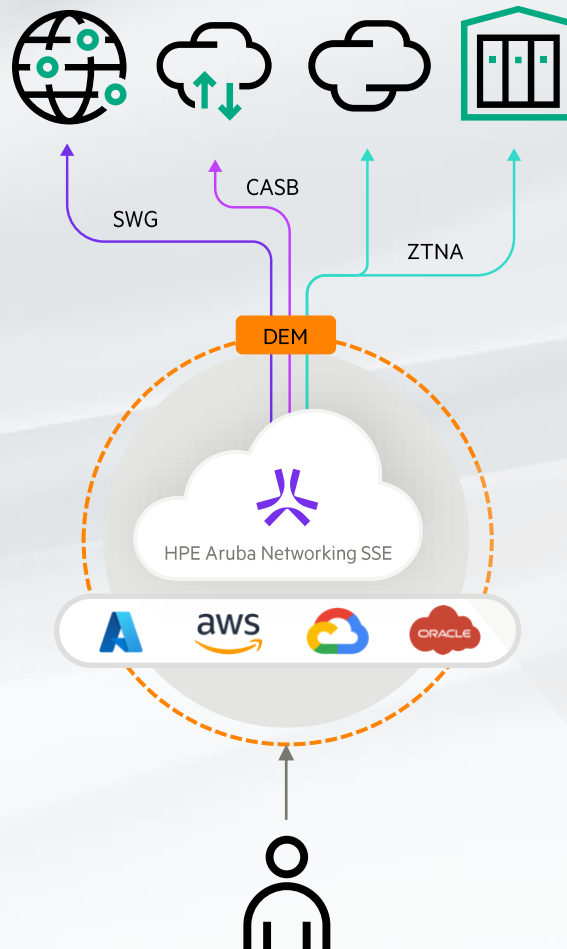 CASB
SWG
ZTNA
DEM
HPE Aruba Networking SSE
aws
ORACLE